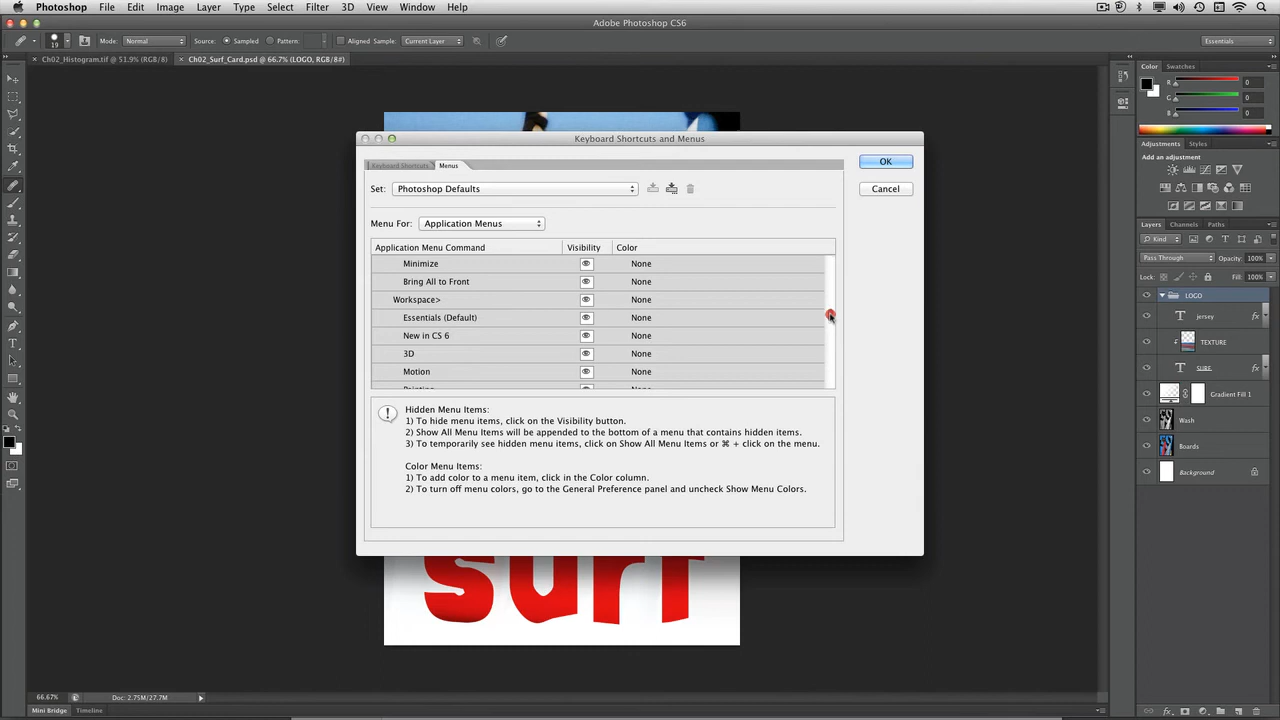 Photoshop File Edit Image Layer Type Select Filter 3D View Window Help
Adobe Photoshop CS6
19 Mode: Normal Source: Sampled Pattern: Aligned Sample: Current Layer Essentials
Ch02_Histogram.tif @ 51.9% (RGB/8) Ch02_Surf_Card.psd @ 66.7% (LOGO, RGB/8#)
Color Swatches
R 0
G 0
B 0
Adjustments Styles
Add an adjustment
Layers Channels Paths
Kind
Pass Through Opacity: 100%
Lock: Fill: 100%
LOGO
jersey fx
TEXTURE
SURF fx
Gradient Fill 1
Wash
Boards
Background
Keyboard Shortcuts and Menus
Keyboard Shortcuts Menus
OK
Set: Photoshop Defaults
Cancel
Menu For: Application Menus
Application Menu Command Visibility Color
Minimize None
Bring All to Front None
Workspace> None
Essentials (Default) None
New in CS 6 None
3D None
Motion None
Hidden Menu Items:
1) To hide menu items, click on the Visibility button.
2) Show All Menu Items will be appended to the bottom of a menu that contains hidden items.
3) To temporarily see hidden menu items, click on Show All Menu Items or ⌘ + click on the menu.
Color Menu Items:
1) To add color to a menu item, click in the Color column.
2) To turn off menu colors, go to the General Preference panel and uncheck Show Menu Colors.
surf
66.67% Doc: 2.75M/27.7M
Mini Bridge Timeline